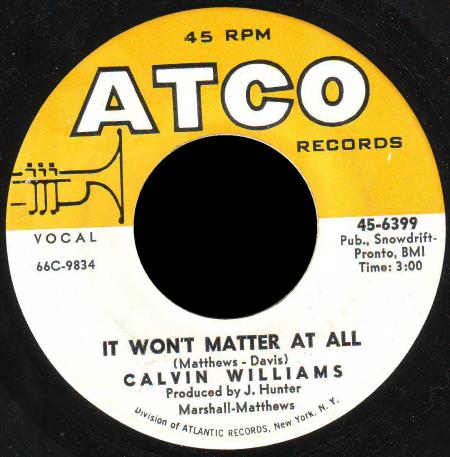 45 RPM
ATCO
RECORDS
VOCAL
66C-9834
45-6399
Pub., Snowdrift-
Pronto, BMI
Time: 3:00
IT WON'T MATTER AT ALL
(Matthews - Davis)
CALVIN WILLIAMS
Produced by J. Hunter
Marshall-Matthews
Division of ATLANTIC RECORDS, New York, N. Y.